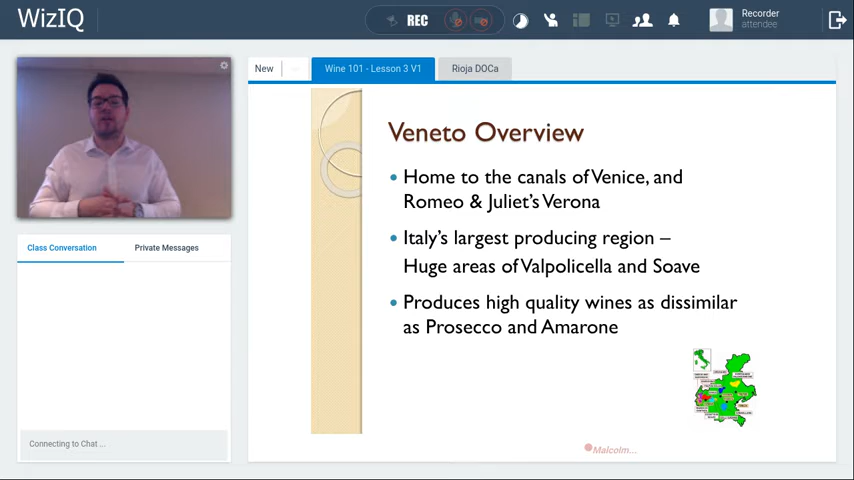 WizIQ
REC
Recorder
attendee
New
Wine 101 - Lesson 3 V1
Rioja DOCa
Veneto Overview
Home to the canals of Venice, and
Romeo & Juliet's Verona
Italy's largest producing region –
Huge areas of Valpolicella and Soave
Produces high quality wines as dissimilar
as Prosecco and Amarone
Malcolm...
Class Conversation
Private Messages
Connecting to Chat ...